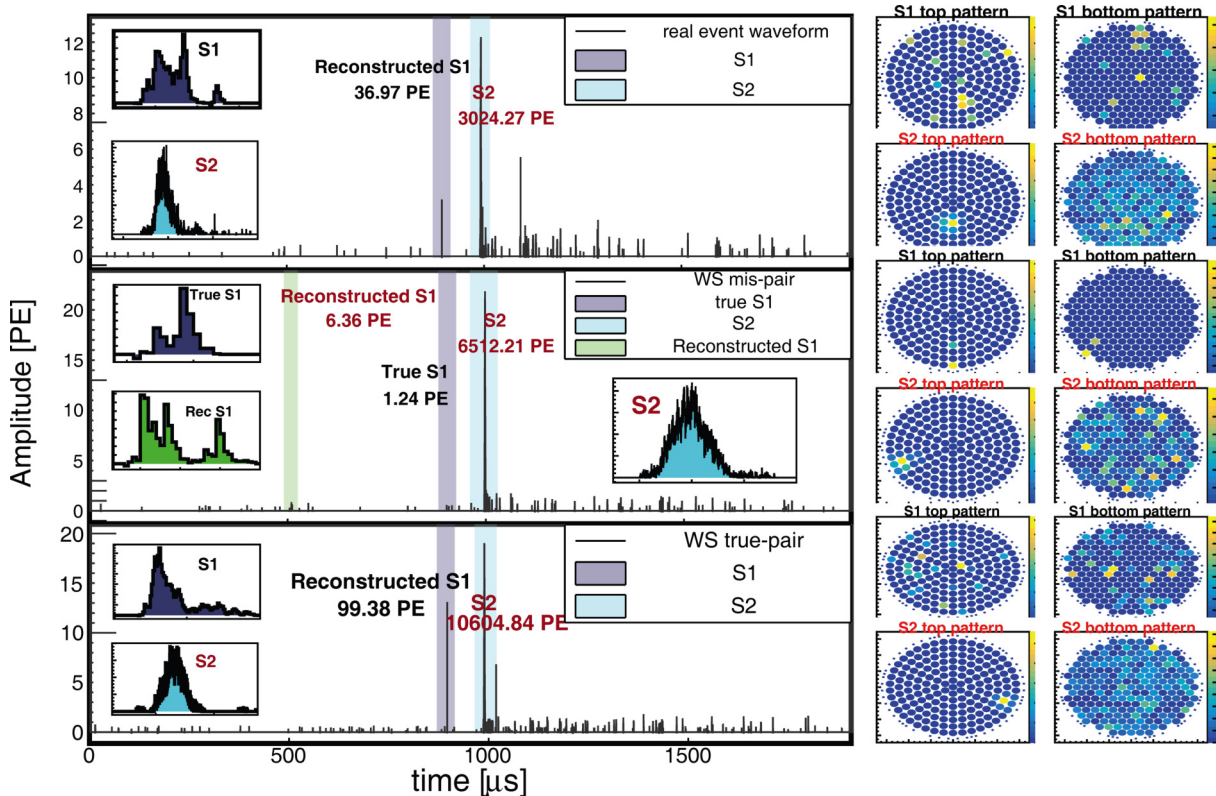 Amplitude [PE]
12
10
8
6
4
2
0
S1
S2
Reconstructed S1
36.97 PE
S2
3024.27 PE
real event waveform
S1
S2
20
15
10
5
0
True S1
Rec S1
Reconstructed S1
6.36 PE
True S1
1.24 PE
S2
6512.21 PE
WS mis-pair
true S1
S2
Reconstructed S1
S2
20
15
10
5
0
S1
S2
Reconstructed S1
99.38 PE
S2
10604.84 PE
WS true-pair
S1
S2
0
500
1000
1500
time [μs]
S1 top pattern
S1 bottom pattern
S2 top pattern
S2 bottom pattern
S1 top pattern
S1 bottom pattern
S2 top pattern
S2 bottom pattern
S1 top pattern
S1 bottom pattern
S2 top pattern
S2 bottom pattern